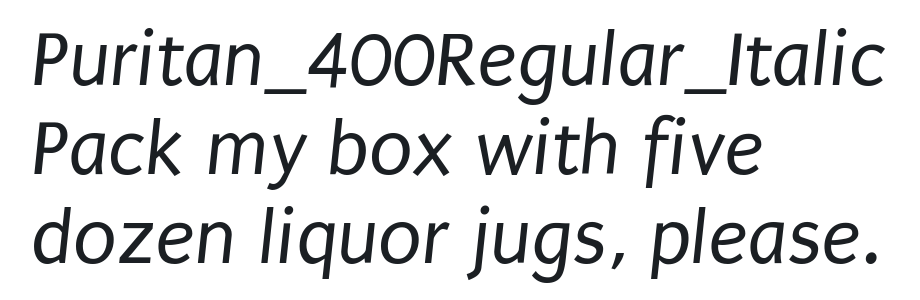 Puritan_400Regular_Italic
Pack my box with five
dozen liquor jugs, please.